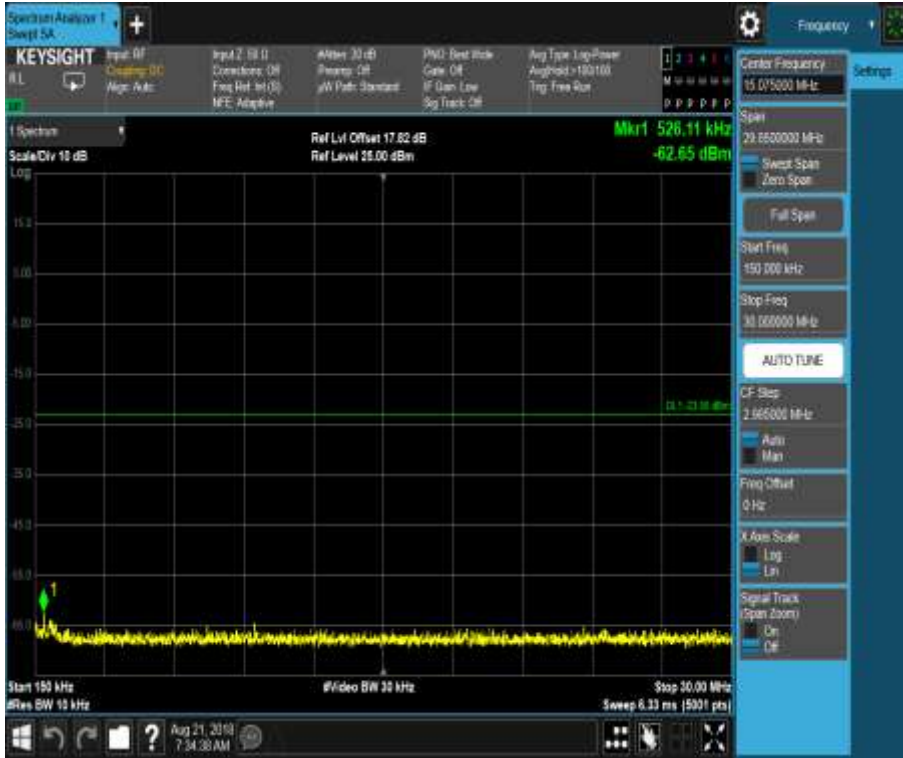 Spectrum Analyzer 1
Swept SA
Frequency
KEYSIGHT
Input: RF
Coupling: DC
Align: Auto
Input Z: 50 Ω
Corrections: Off
Freq Ref: Int (S)
NFE: Adaptive
#Atten: 30 dB
Preamp: Off
µW Path: Standard
PNO: Best Wide
Gate: Off
IF Gain: Low
Sig Track: Off
Avg Type: Log-Power
Avg|Hold:>100/100
Trig: Free Run
1 2 3 4 5 6
M W W W W W
P P P P P P
Center Frequency
15.075000 MHz
Settings
1 Spectrum
Scale/Div 10 dB
Log
Ref Lvl Offset 17.82 dB
Ref Level 25.00 dBm
Mkr1 526.11 kHz
-62.65 dBm
Span
29.8500000 MHz
Swept Span
Zero Span
Full Span
Start Freq
150.000 kHz
Stop Freq
30.000000 MHz
AUTO TUNE
CF Step
2.985000 MHz
Auto
Man
Freq Offset
0 Hz
X Axis Scale
Log
Lin
Signal Track
(Span Zoom)
On
Off
15.0
5.00
-5.00
-15.0
-25.0
-35.0
-45.0
-55.0
-65.0
1
Start 150 kHz
#Res BW 10 kHz
#Video BW 30 kHz
Stop 30.00 MHz
Sweep 6.33 ms (5001 pts)
Aug 21, 2018
7:34:38 AM